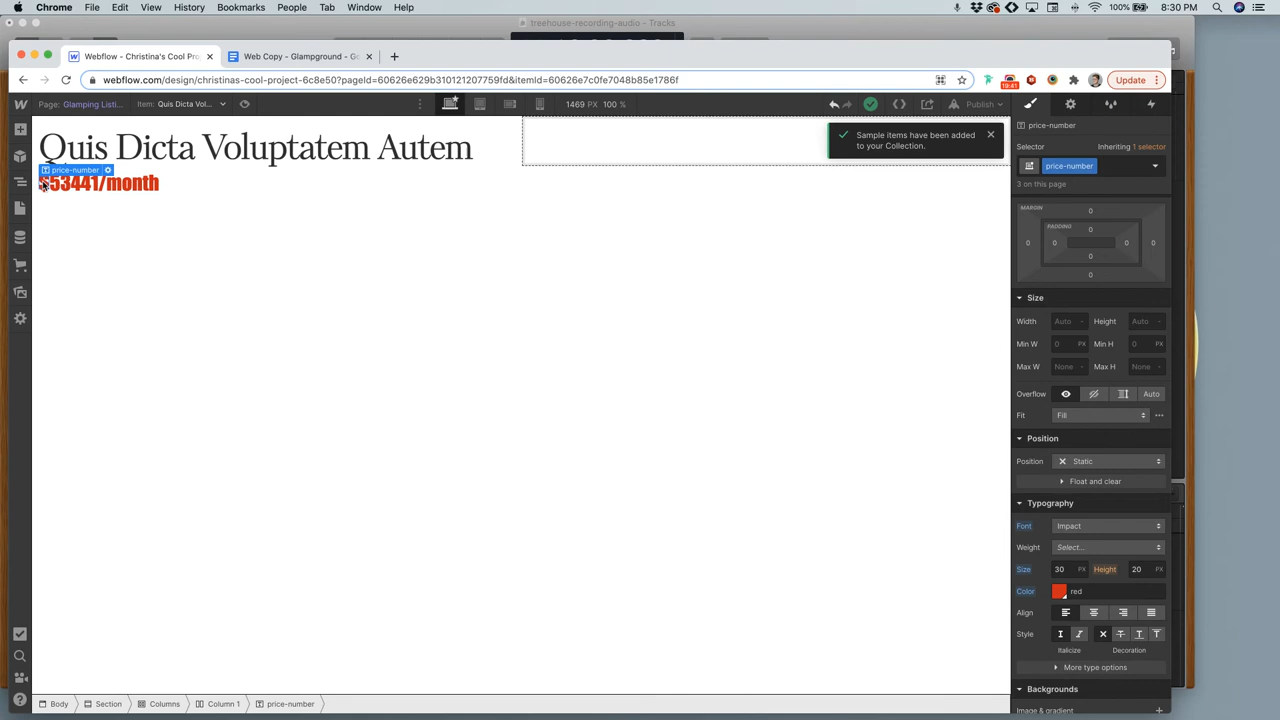 Chrome File Edit View History Bookmarks People Tab Window Help 100% 8:30 PM
treehouse-recording-audio - Tracks
Webflow - Christina's Cool Pro Web Copy - Glampground - Go
webflow.com/design/christinas-cool-project-6c8e50?pageId=60626e629b310121207759fd&itemId=60626e7c0fe7048b85e1786f 10:41 Update
Page: Glamping Listi... Item: Quis Dicta Vol... 1469 PX 100 % Publish
Sample items have been added
to your Collection.
Quis Dicta Voluptatem Autem
price-number
$53441/month
price-number
Selector Inheriting 1 selector
price-number
3 on this page
MARGIN
0
PADDING
0
0 0 0 0
0
0
Size
Width Auto - Height Auto -
Min W 0 PX Min H 0 PX
Max W None - Max H None -
Overflow Auto
Fit Fill
Position
Position Static
Float and clear
Typography
Font Impact
Weight Select...
Size 30 PX Height 20 PX
Color red
Align
Style
Italicize Decoration
More type options
Backgrounds
Image & gradient
Body Section Columns Column 1 price-number